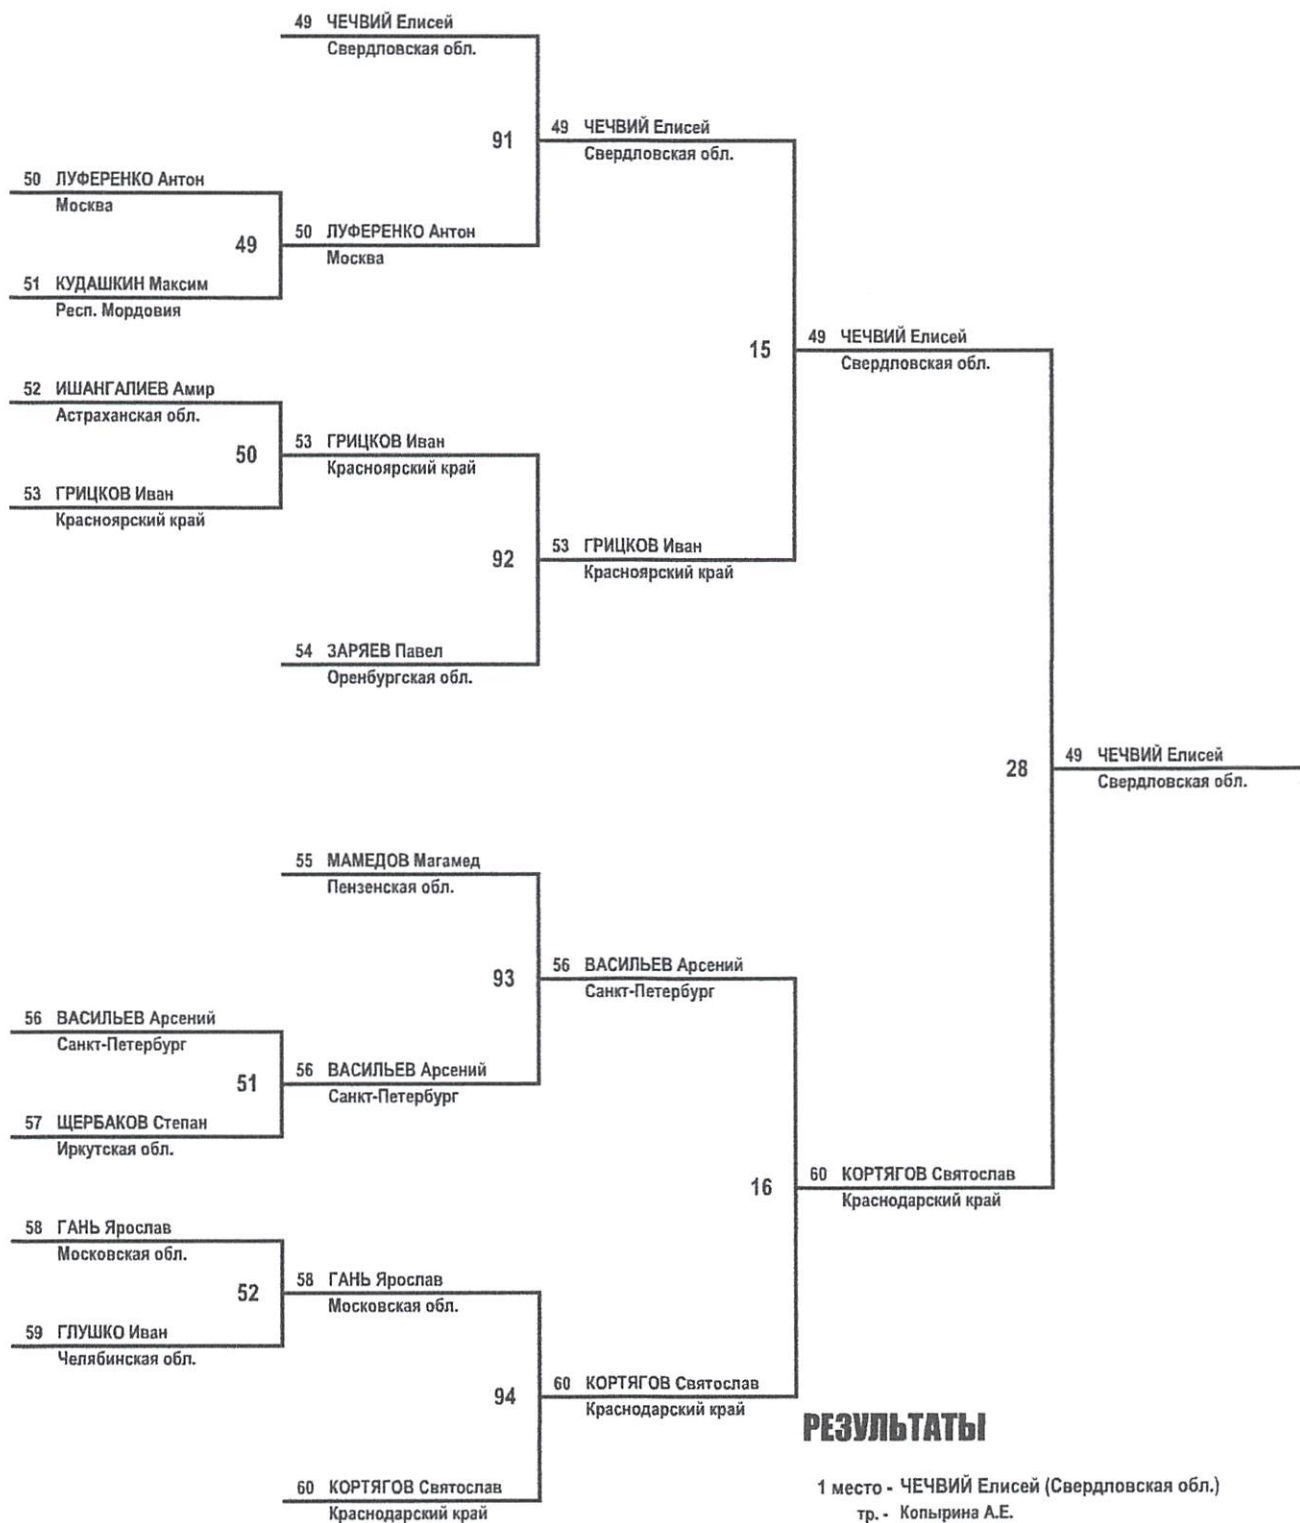 49 ЧЕЧВИЙ Елисей
Свердловская обл.
91
49 ЧЕЧВИЙ Елисей
Свердловская обл.
50 ЛУФЕРЕНКО Антон
Москва
49
50 ЛУФЕРЕНКО Антон
Москва
51 КУДАШКИН Максим
Респ. Мордовия
15
49 ЧЕЧВИЙ Елисей
Свердловская обл.
52 ИШАНГАЛИЕВ Амир
Астраханская обл.
50
53 ГРИЦКОВ Иван
Красноярский край
53 ГРИЦКОВ Иван
Красноярский край
92
53 ГРИЦКОВ Иван
Красноярский край
54 ЗАРЯЕВ Павел
Оренбургская обл.
28
49 ЧЕЧВИЙ Елисей
Свердловская обл.
55 МАМЕДОВ Магамед
Пензенская обл.
93
56 ВАСИЛЬЕВ Арсений
Санкт-Петербург
56 ВАСИЛЬЕВ Арсений
Санкт-Петербург
51
56 ВАСИЛЬЕВ Арсений
Санкт-Петербург
57 ЩЕРБАКОВ Степан
Иркутская обл.
16
60 КОРТЯГОВ Святослав
Краснодарский край
58 ГАНЬ Ярослав
Московская обл.
52
58 ГАНЬ Ярослав
Московская обл.
59 ГЛУШКО Иван
Челябинская обл.
94
60 КОРТЯГОВ Святослав
Краснодарский край
60 КОРТЯГОВ Святослав
Краснодарский край
РЕЗУЛЬТАТЫ
1 место - ЧЕЧВИЙ Елисей (Свердловская обл.)
тр. - Копырина А.Е.